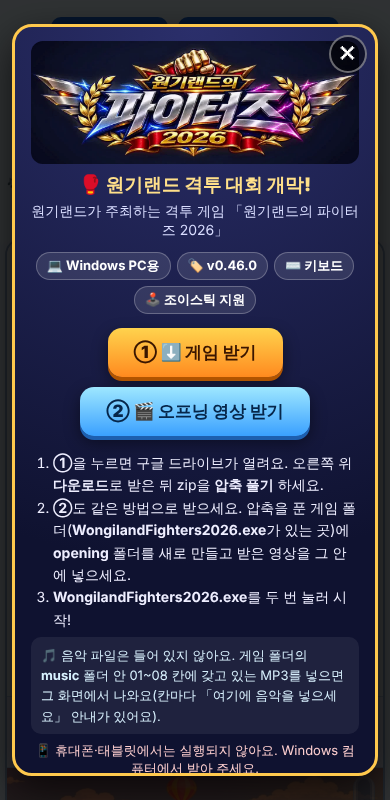 ✕
원기랜드의
파이터즈
2026
🥊 원기랜드 격투 대회 개막!
원기랜드가 주최하는 격투 게임 「원기랜드의 파이터
즈 2026」
💻 Windows PC용
🏷️ v0.46.0
⌨️ 키보드
🕹️ 조이스틱 지원
① ⬇️ 게임 받기
② 🎬 오프닝 영상 받기
1. ①을 누르면 구글 드라이브가 열려요. 오른쪽 위
다운로드로 받은 뒤 zip을 압축 풀기 하세요.
2. ②도 같은 방법으로 받으세요. 압축을 푼 게임 폴
더(WongilandFighters2026.exe가 있는 곳)에
opening 폴더를 새로 만들고 받은 영상을 그 안
에 넣으세요.
3. WongilandFighters2026.exe를 두 번 눌러 시
작!
🎵 음악 파일은 들어 있지 않아요. 게임 폴더의
music 폴더 안 01~08 칸에 갖고 있는 MP3를 넣으면
그 화면에서 나와요(칸마다 「여기에 음악을 넣으세
요」 안내가 있어요).
📱 휴대폰·태블릿에서는 실행되지 않아요. Windows 컴
퓨터에서 받아 주세요.